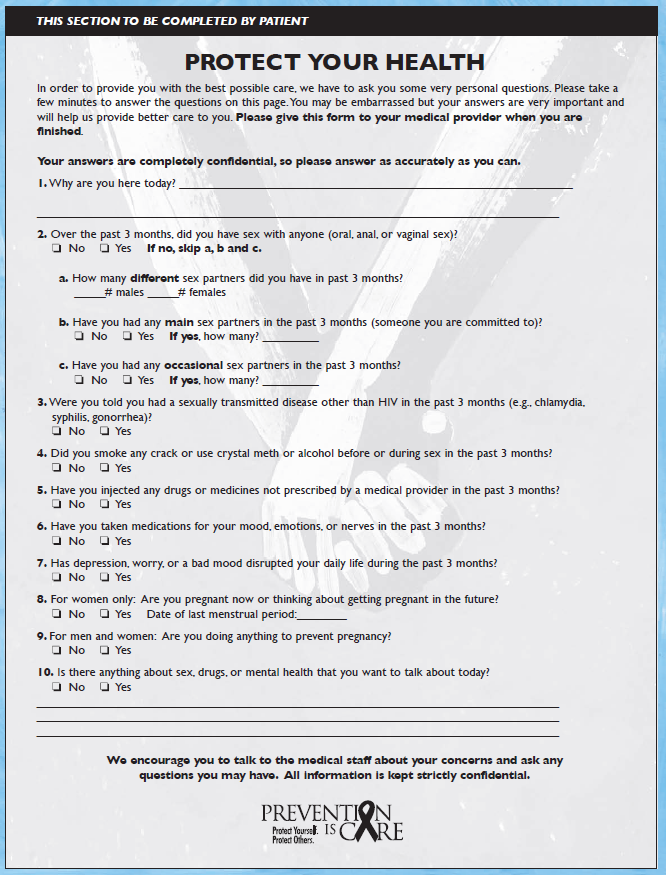 THIS SECTION TO BE COMPLETED BY PATIENT
PROTECT YOUR HEALTH
In order to provide you with the best possible care, we have to ask you some very personal questions. Please take a
few minutes to answer the questions on this page. You may be embarrassed but your answers are very important and
will help us provide better care to you. Please give this form to your medical provider when you are
finished.
Your answers are completely confidential, so please answer as accurately as you can.
1. Why are you here today? ____________________
____________________
2. Over the past 3 months, did you have sex with anyone (oral, anal, or vaginal sex)?
❏ No ❏ Yes If no, skip a, b and c.
a. How many different sex partners did you have in past 3 months?
_____# males _____# females
b. Have you had any main sex partners in the past 3 months (someone you are committed to)?
❏ No ❏ Yes If yes, how many? _________
c. Have you had any occasional sex partners in the past 3 months?
❏ No ❏ Yes If yes, how many? _________
3. Were you told you had a sexually transmitted disease other than HIV in the past 3 months (e.g., chlamydia,
syphilis, gonorrhea)?
❏ No ❏ Yes
4. Did you smoke any crack or use crystal meth or alcohol before or during sex in the past 3 months?
❏ No ❏ Yes
5. Have you injected any drugs or medicines not prescribed by a medical provider in the past 3 months?
❏ No ❏ Yes
6. Have you taken medications for your mood, emotions, or nerves in the past 3 months?
❏ No ❏ Yes
7. Has depression, worry, or a bad mood disrupted your daily life during the past 3 months?
❏ No ❏ Yes
8. For women only: Are you pregnant now or thinking about getting pregnant in the future?
❏ No ❏ Yes Date of last menstrual period:________
9. For men and women: Are you doing anything to prevent pregnancy?
❏ No ❏ Yes
10. Is there anything about sex, drugs, or mental health that you want to talk about today?
❏ No ❏ Yes
____________________
____________________
____________________
We encourage you to talk to the medical staff about your concerns and ask any
questions you may have. All information is kept strictly confidential.
PREVENTION
Protect Yourself. IS CARE
Protect Others.